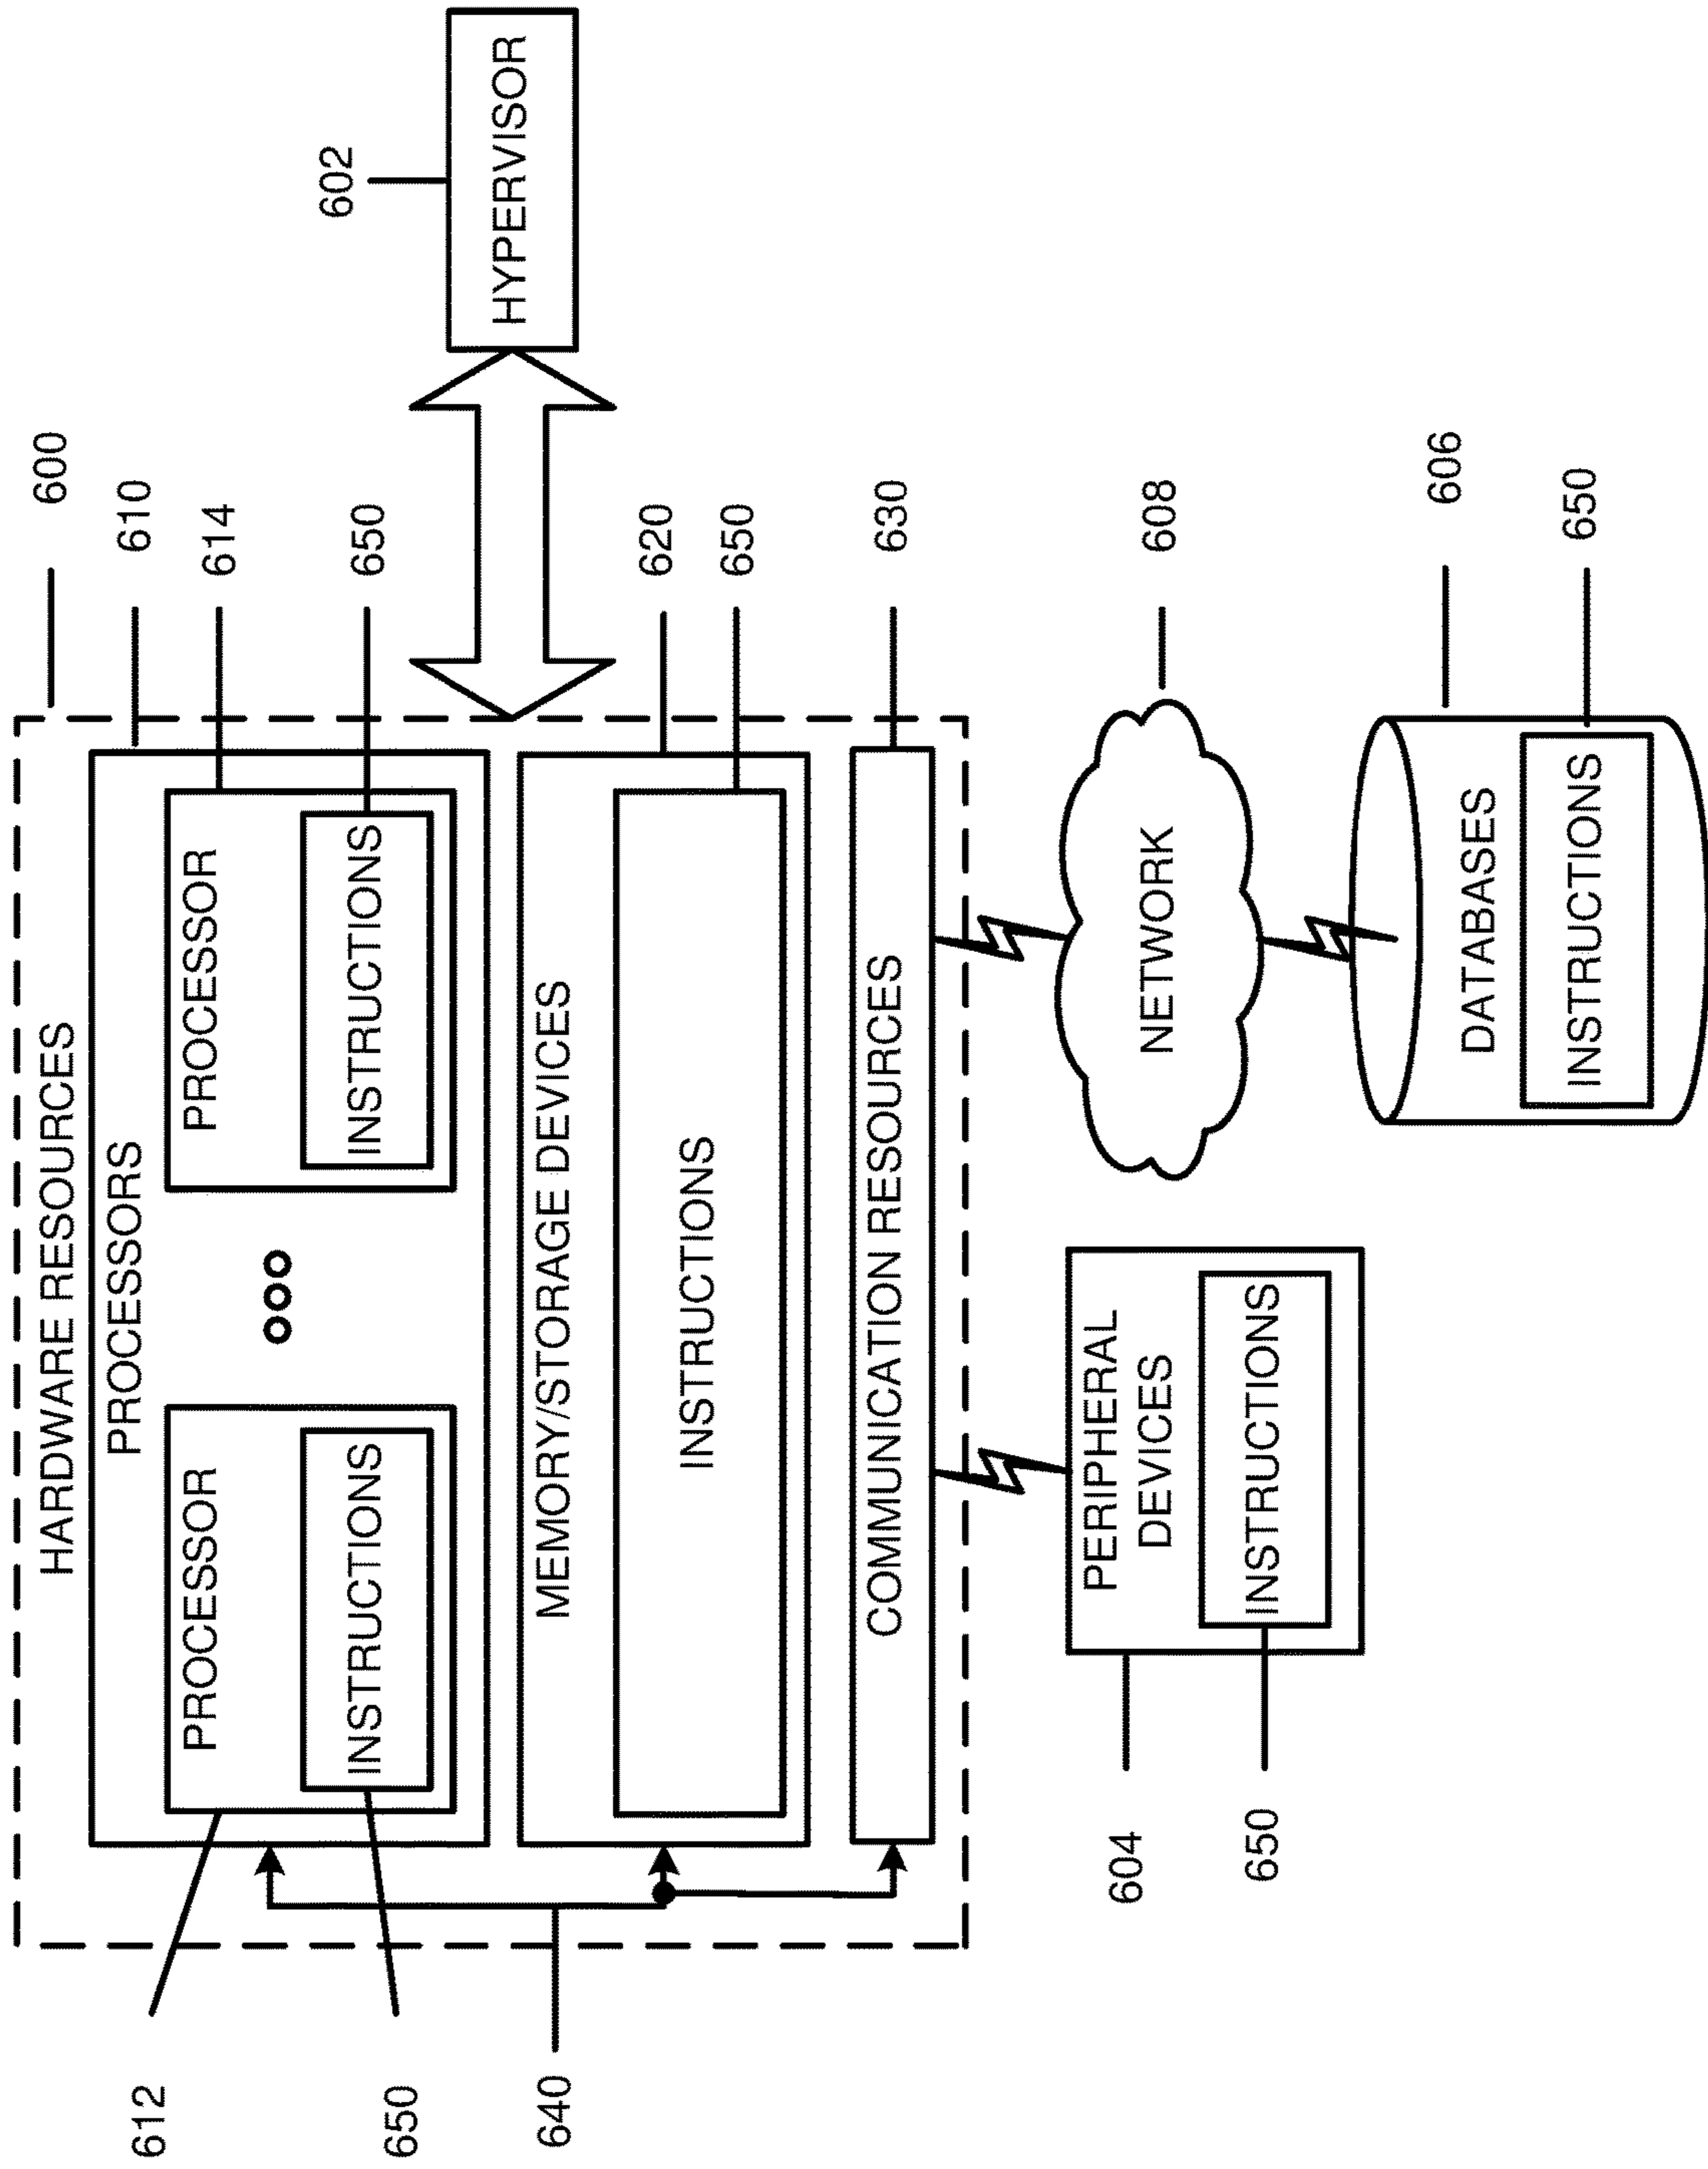 HARDWARE RESOURCES
600
PROCESSORS
610
612
PROCESSOR
PROCESSOR
614
650
INSTRUCTIONS
INSTRUCTIONS
650
602
HYPERVISOR
640
MEMORY/STORAGE DEVICES
620
INSTRUCTIONS
650
COMMUNICATION RESOURCES
630
604
PERIPHERAL
DEVICES
650
INSTRUCTIONS
NETWORK
608
DATABASES
606
INSTRUCTIONS
650